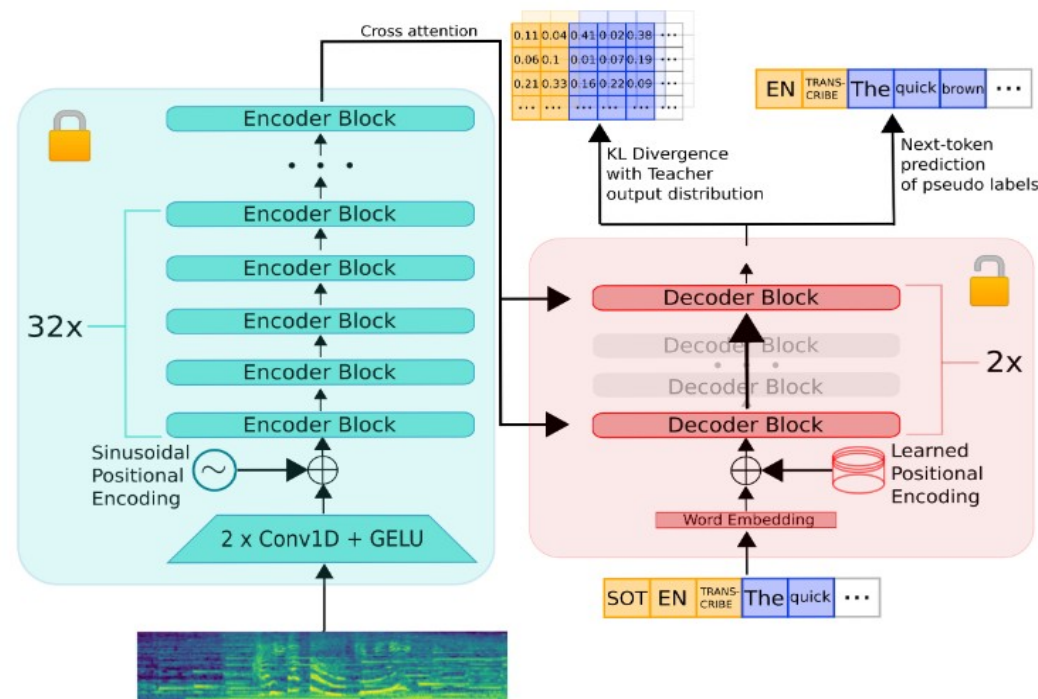 Cross attention
0.11 0.04 0.41 0.02 0.38 ...
0.06 0.1 0.01 0.07 0.19 ...
0.21 0.33 0.16 0.22 0.09 ...
... ... ... ... ...
EN TRANS-CRIBE The quick brown ...
KL Divergence
with Teacher
output distribution
Next-token
prediction
of pseudo labels
Encoder Block
. . .
Encoder Block
Encoder Block
Encoder Block
Encoder Block
Encoder Block
32x
Sinusoidal
Positional
Encoding
~
2 x Conv1D + GELU
Decoder Block
Decoder Block
. . .
Decoder Block
Decoder Block
2x
Learned
Positional
Encoding
Word Embedding
SOT EN TRANS-CRIBE The quick ...